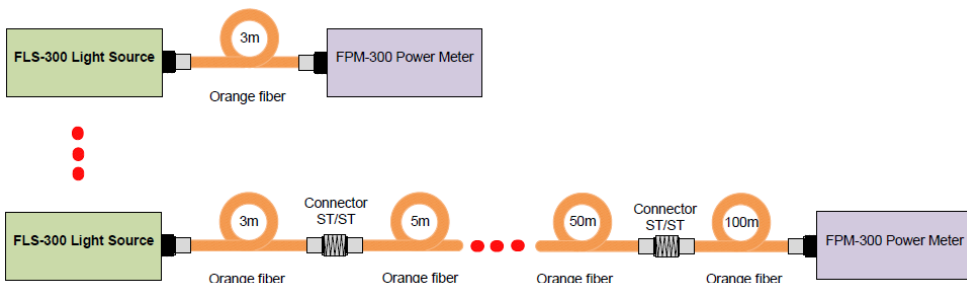 FLS-300 Light Source
3m
FPM-300 Power Meter
Orange fiber
FLS-300 Light Source
3m
Connector
ST/ST
5m
50m
Connector
ST/ST
100m
FPM-300 Power Meter
Orange fiber
Orange fiber
Orange fiber
Orange fiber